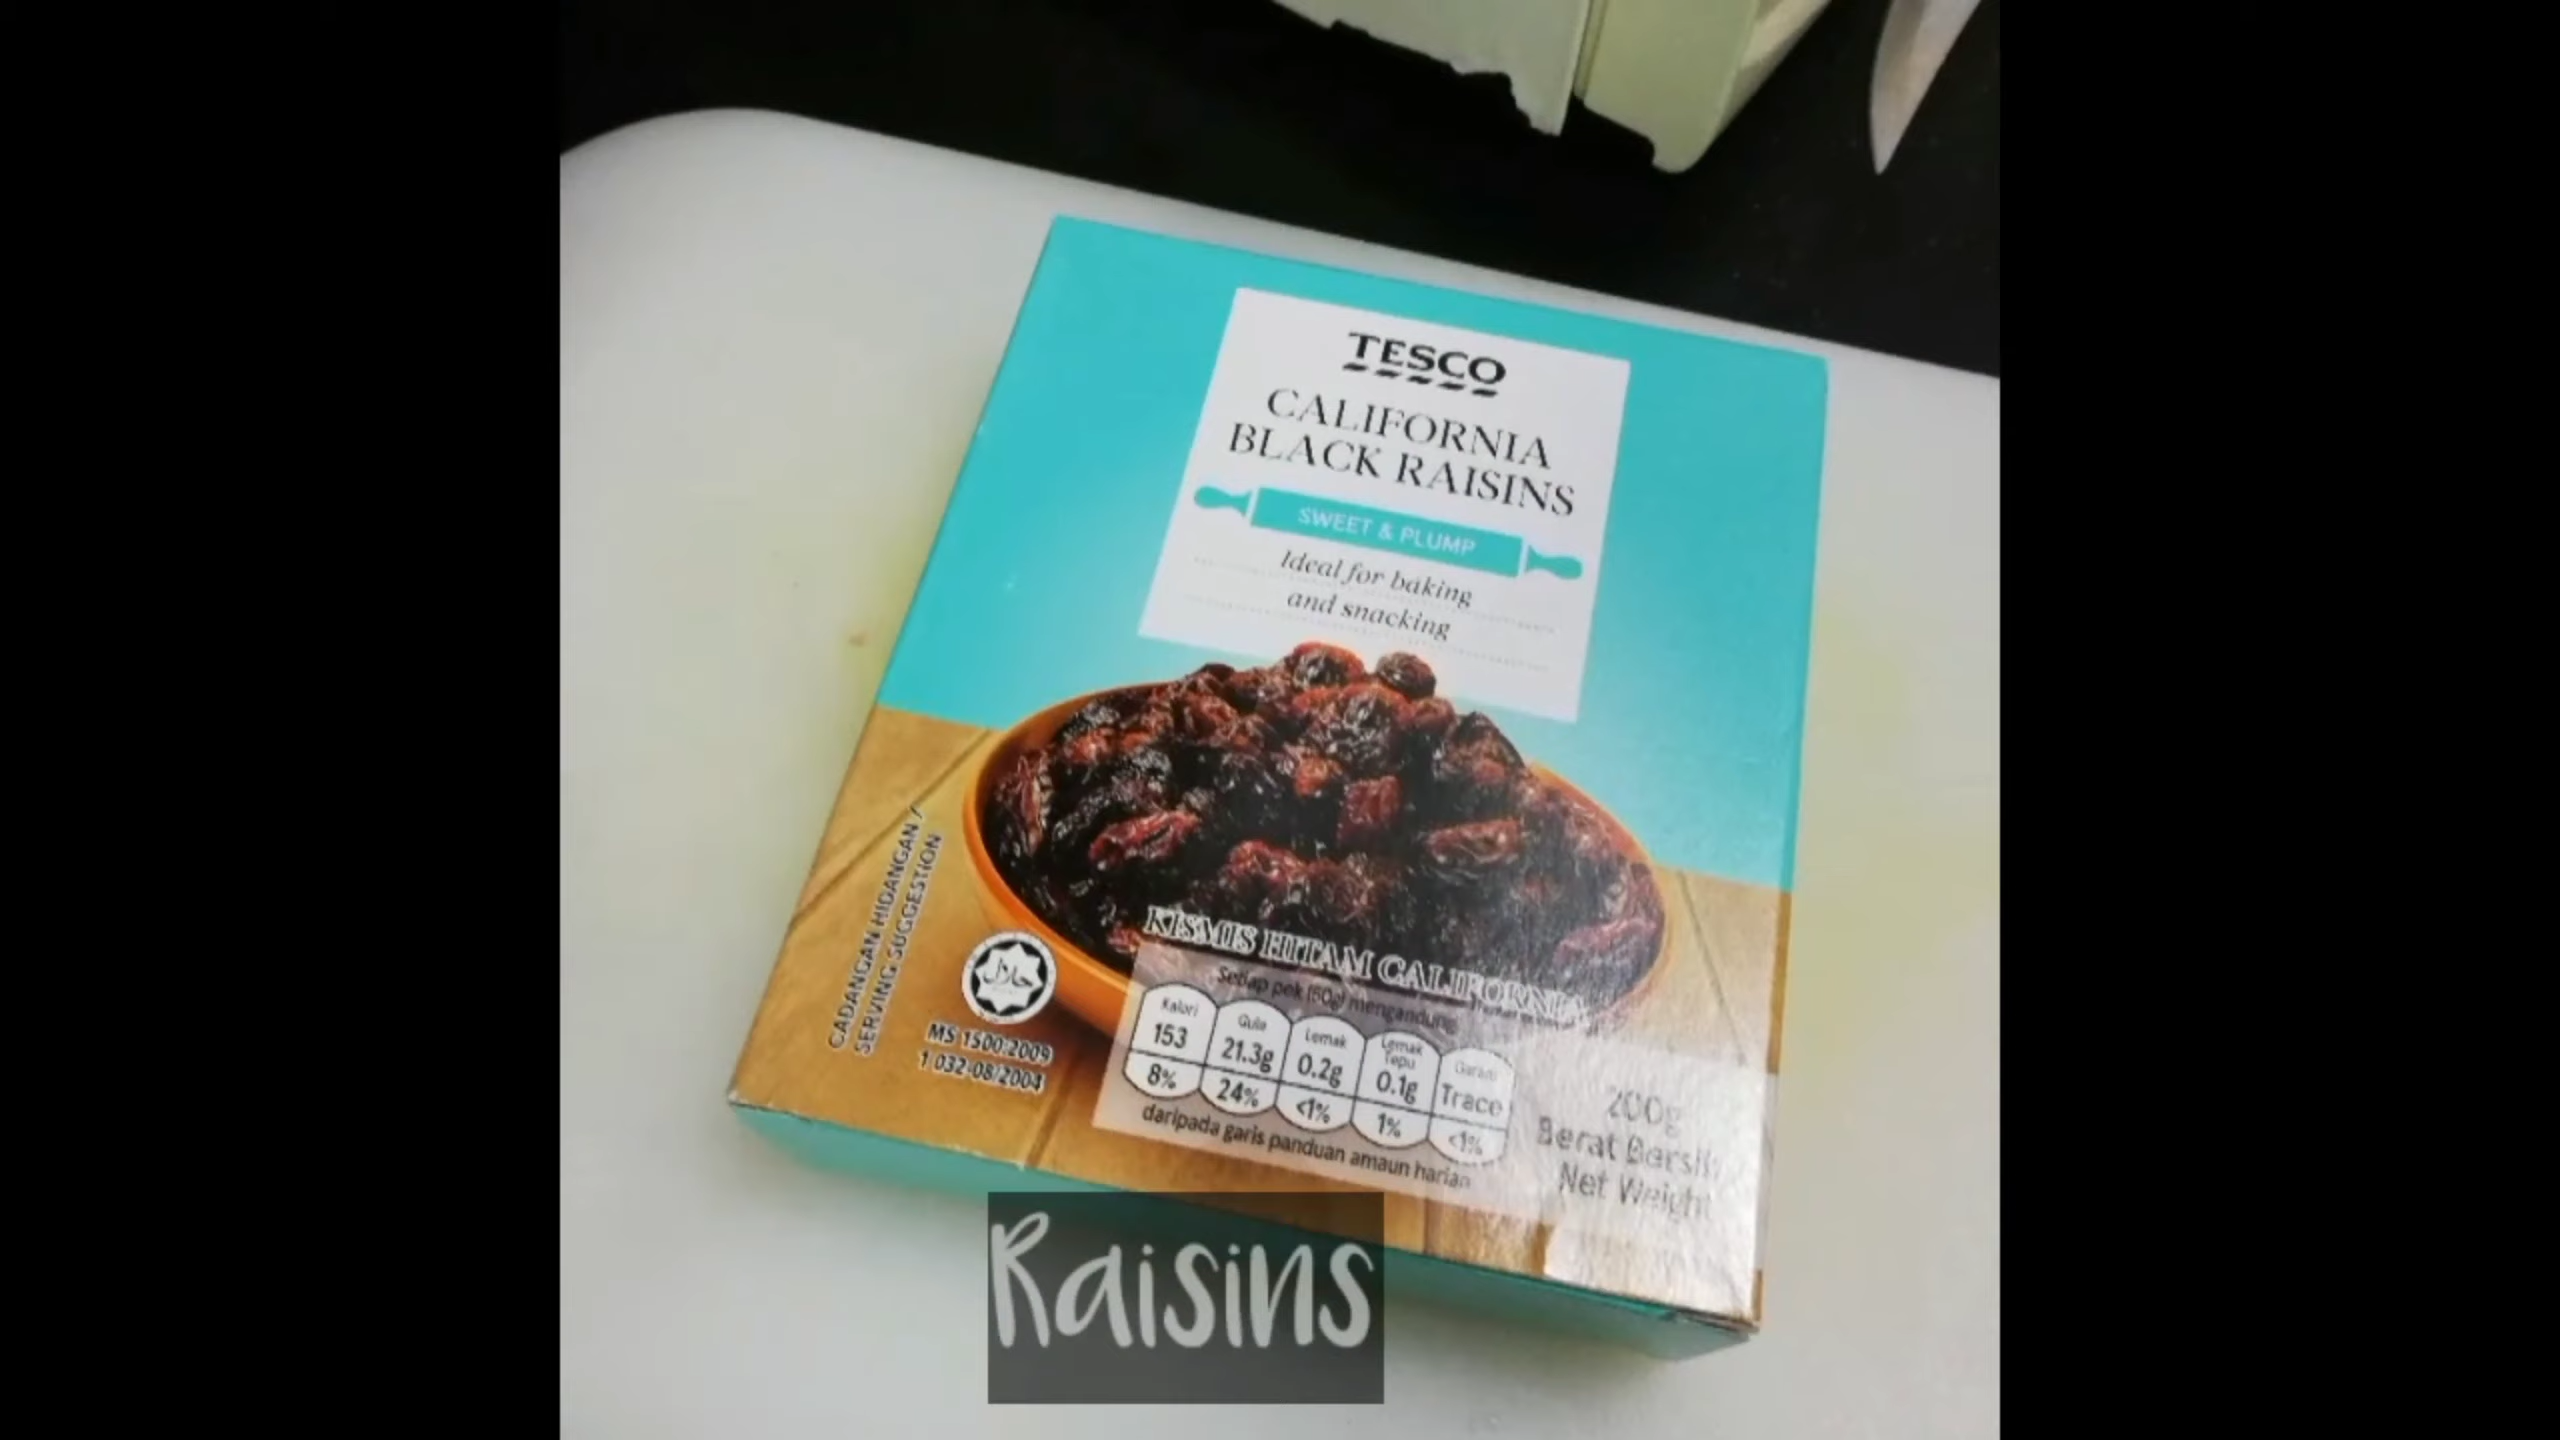 TESCO
CALIFORNIA
BLACK RAISINS
SWEET & PLUMP
Ideal for baking
and snacking
CADANGAN HIDANGAN /
SERVING SUGGESTION
حلال
MS 1500:2009
1 032-08/2004
KISMIS HITAM CALIFORNIA
Setiap pek (50g) mengandungi
Kalori
153
8%
Gula
21.3g
24%
Lemak
0.2g
<1%
Lemak
Tepu
0.1g
1%
Garam
Trace
<1%
daripada garis panduan amaun harian
200g
Berat Bersih
Net Weight
Raisins